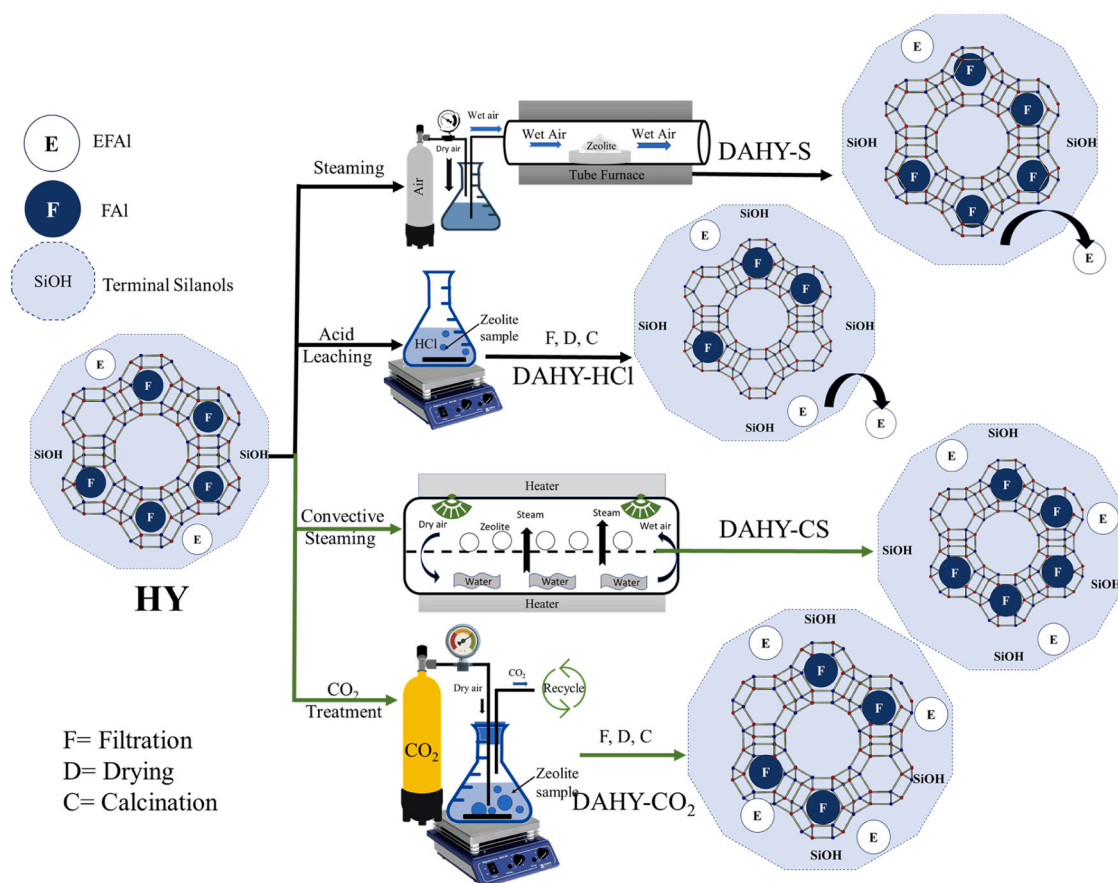 E
EFAl
F
FAl
SiOH
Terminal Silanols
E
F
F
SiOH
SiOH
F
F
F
E
HY
F= Filtration
D= Drying
C= Calcination
Steaming
Air
Dry air
Wet air
Wet Air
Zeolite
Wet Air
Tube Furnace
DAHY-S
E
F
F
SiOH
SiOH
F
F
F
E
Acid
Leaching
HCl
Zeolite
sample
F, D, C
DAHY-HCl
SiOH
E
F
F
SiOH
SiOH
F
E
SiOH
E
Convective
Steaming
Heater
Dry air
Zeolite
Steam
Steam
Wet air
Water
Water
Water
Heater
DAHY-CS
SiOH
E
F
F
E
SiOH
F
F
SiOH
F
E
SiOH
CO2
Treatment
CO2
Dry air
CO2
Recycle
Zeolite
sample
F, D, C
DAHY-CO2
SiOH
E
F
F
E
F
SiOH
E
F
E
SiOH